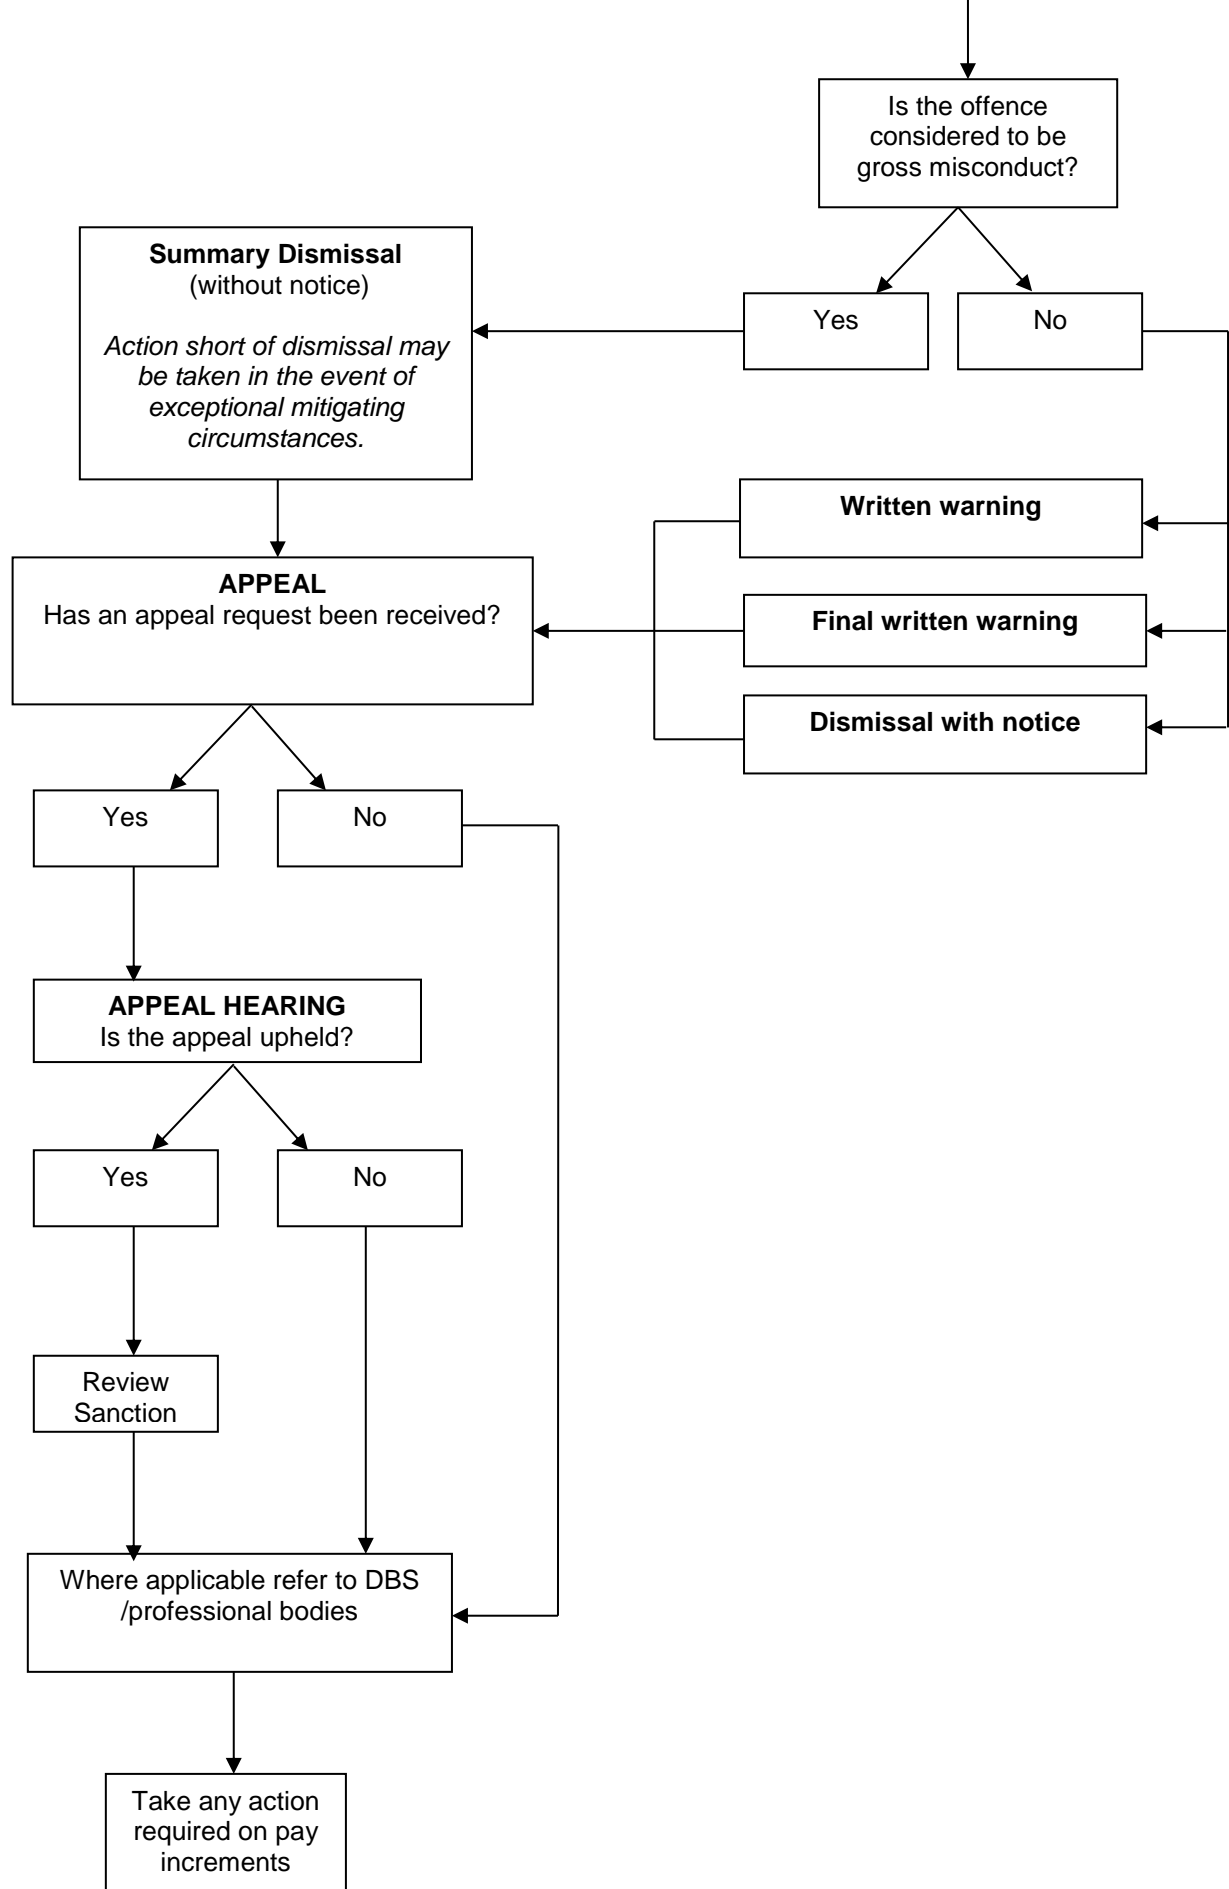 Is the offence
considered to be
gross misconduct?
Summary Dismissal
(without notice)
Action short of dismissal may
be taken in the event of
exceptional mitigating
circumstances.
Yes
No
Written warning
APPEAL
Has an appeal request been received?
Final written warning
Dismissal with notice
Yes
No
APPEAL HEARING
Is the appeal upheld?
Yes
No
Review
Sanction
Where applicable refer to DBS
/professional bodies
Take any action
required on pay
increments